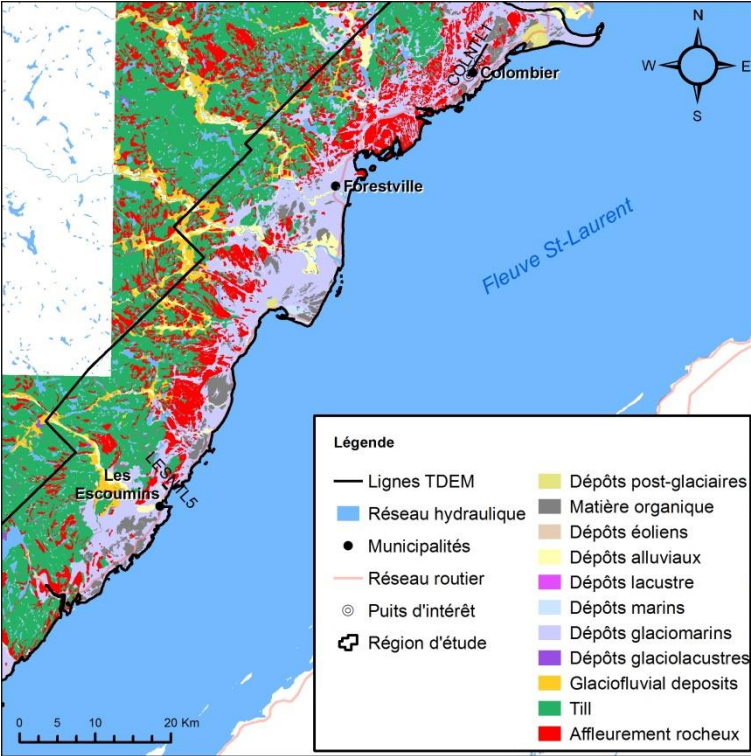 N
W E
S
COLNTL1
Colombier
Forestville
Fleuve St-Laurent
Les
Escoumins
Légende
Lignes TDEM
Réseau hydraulique
Municipalités
Réseau routier
Puits d'intérêt
Région d'étude
Dépôts post-glaciaires
Matière organique
Dépôts éoliens
Dépôts alluviaux
Dépôts lacustre
Dépôts marins
Dépôts glaciomarins
Dépôts glaciolacustres
Glaciofluvial deposits
Till
Affleurement rocheux
0 5 10 20 Km